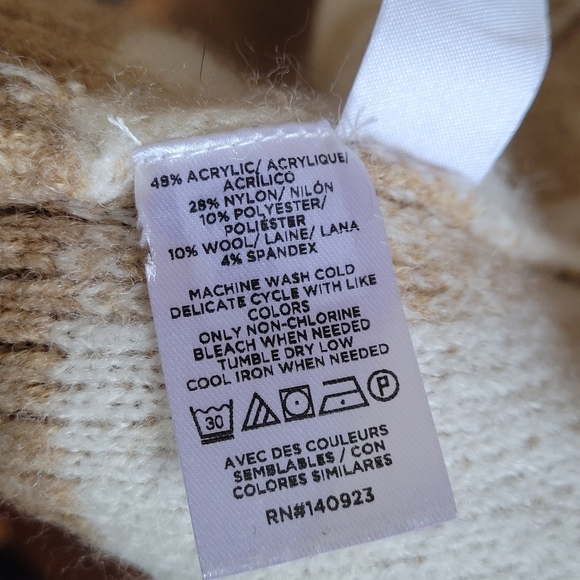 48% ACRYLIC/ ACRYLIQUE/
ACRÍLICO
28% NYLON/ NILÓN
10% POLYESTER/
POLIÉSTER
10% WOOL/ LAINE/ LANA
4% SPANDEX
MACHINE WASH COLD
DELICATE CYCLE WITH LIKE
COLORS
ONLY NON-CHLORINE
BLEACH WHEN NEEDED
TUMBLE DRY LOW
COOL IRON WHEN NEEDED
30 P
AVEC DES COULEURS
SEMBLABLES / CON
COLORES SIMILARES
RN#140923